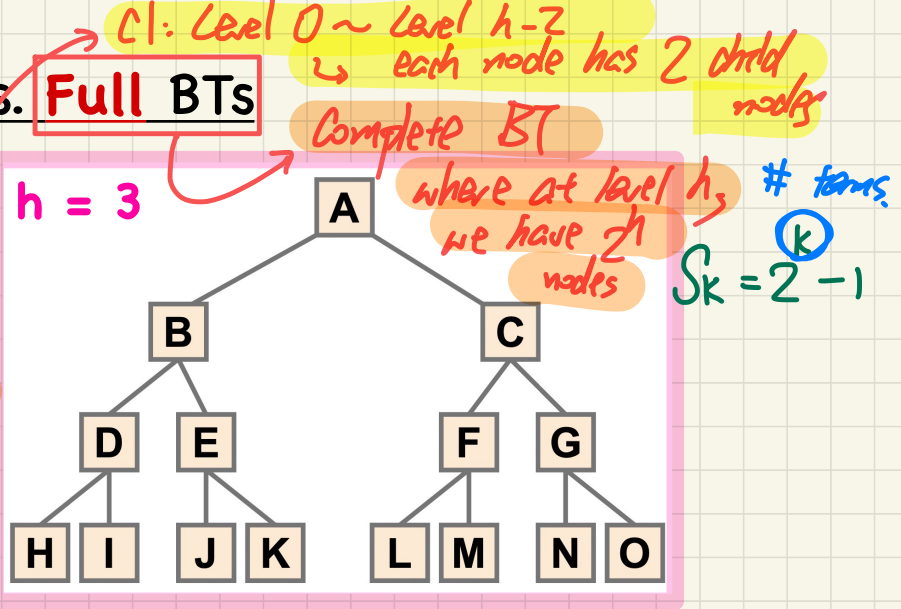 C1: Level 0 ~ Level h-2
↳ each node has 2 child
nodes
s. Full BTs
Complete BT
where at level h,
we have 2^h
nodes
# terms
h = 3
Sk = 2^k - 1
A
B C
D E F G
H I J K L M N O